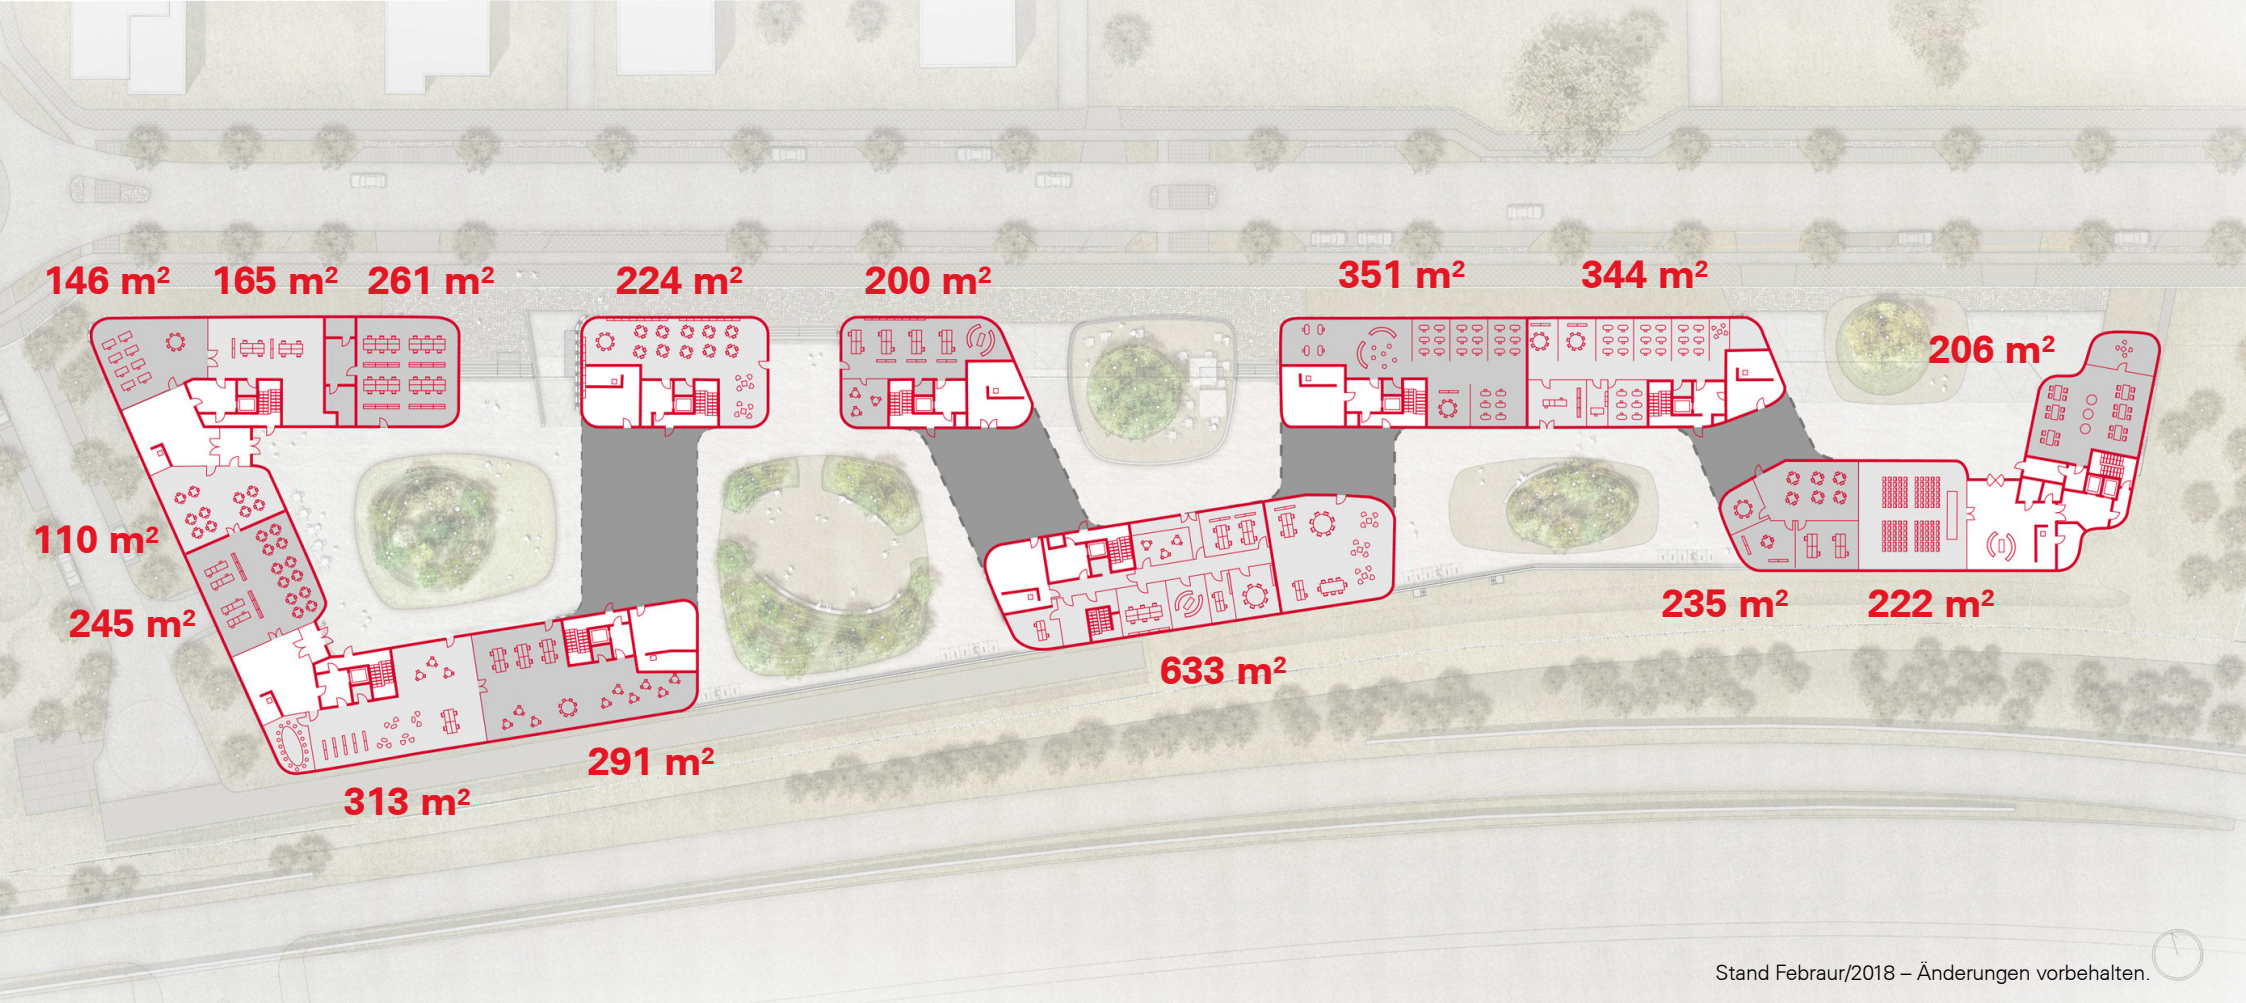 146 m² 165 m² 261 m² 224 m² 200 m² 351 m² 344 m²
206 m²
110 m²
245 m²
235 m² 222 m²
633 m²
291 m²
313 m²
Stand Febraur/2018 – Änderungen vorbehalten.